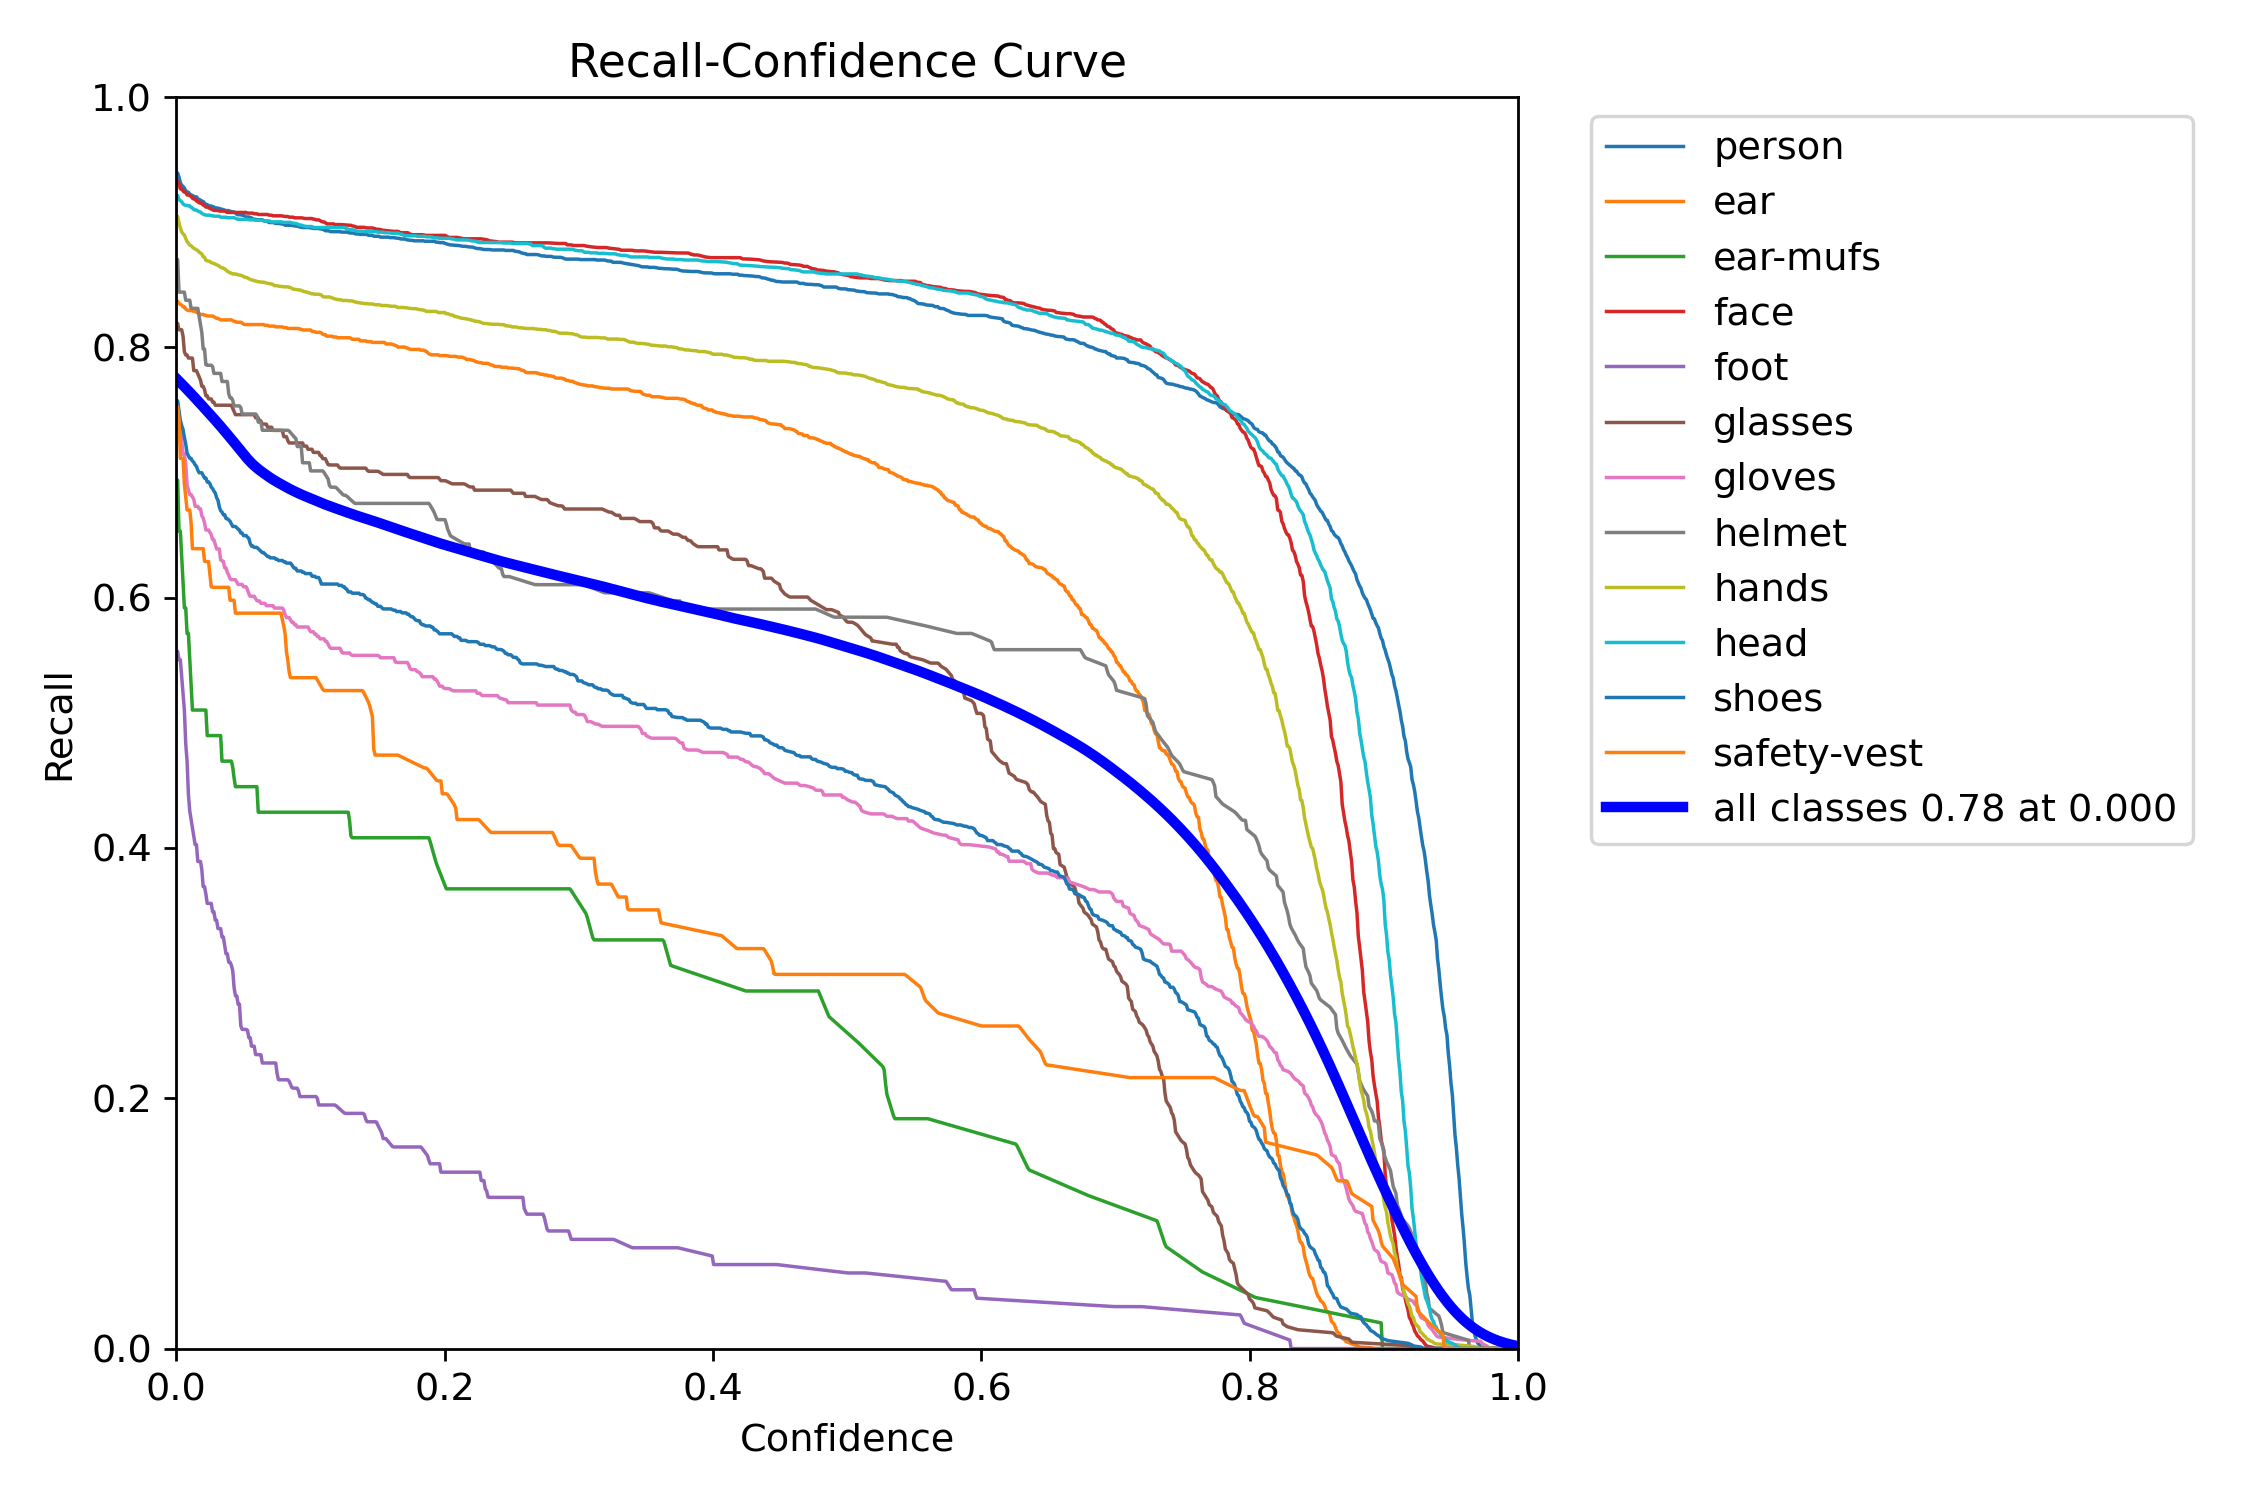 Recall-Confidence Curve
1.0
0.8
0.6
0.4
0.2
0.0
Recall
0.0 0.2 0.4 0.6 0.8 1.0
Confidence
person
ear
ear-mufs
face
foot
glasses
gloves
helmet
hands
head
shoes
safety-vest
all classes 0.78 at 0.000